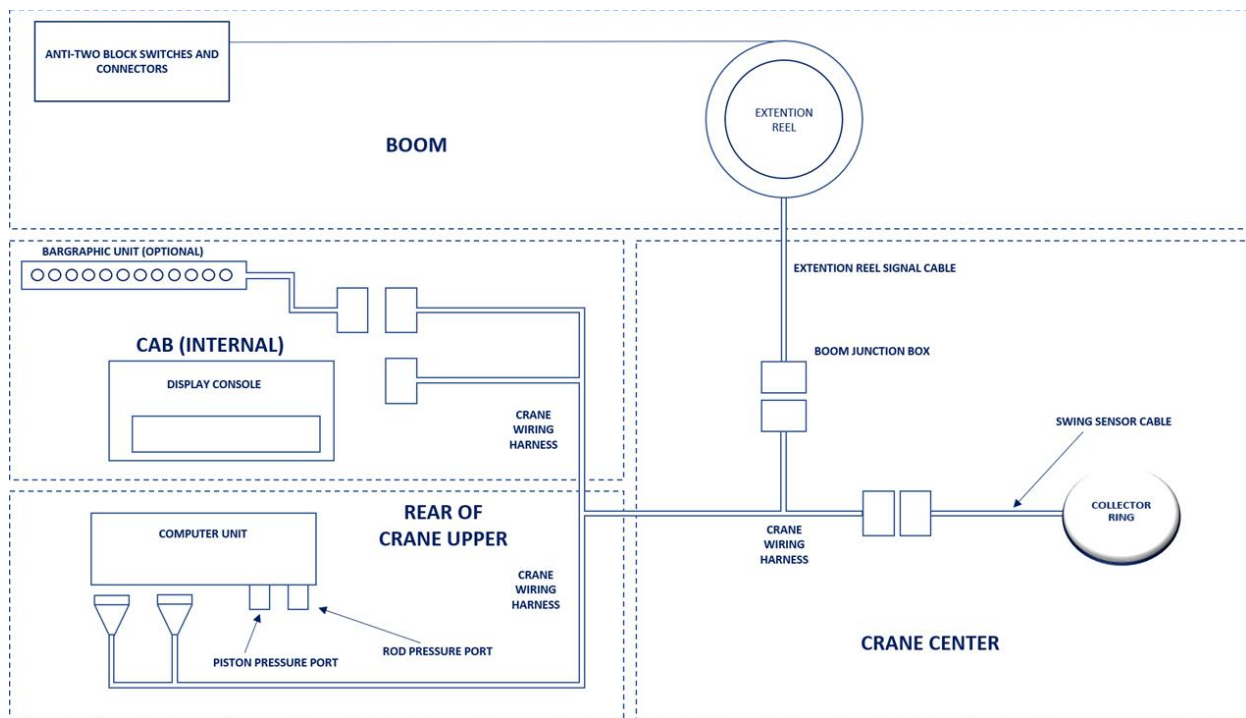 ANTI-TWO BLOCK SWITCHES AND
CONNECTORS
EXTENTION
REEL
BOOM
BARGRAPHIC UNIT (OPTIONAL)
EXTENTION REEL SIGNAL CABLE
CAB (INTERNAL)
DISPLAY CONSOLE
BOOM JUNCTION BOX
CRANE
WIRING
HARNESS
SWING SENSOR CABLE
REAR OF
CRANE UPPER
COMPUTER UNIT
COLLECTOR
RING
CRANE
WIRING
HARNESS
CRANE
WIRING
HARNESS
PISTON PRESSURE PORT
ROD PRESSURE PORT
CRANE CENTER